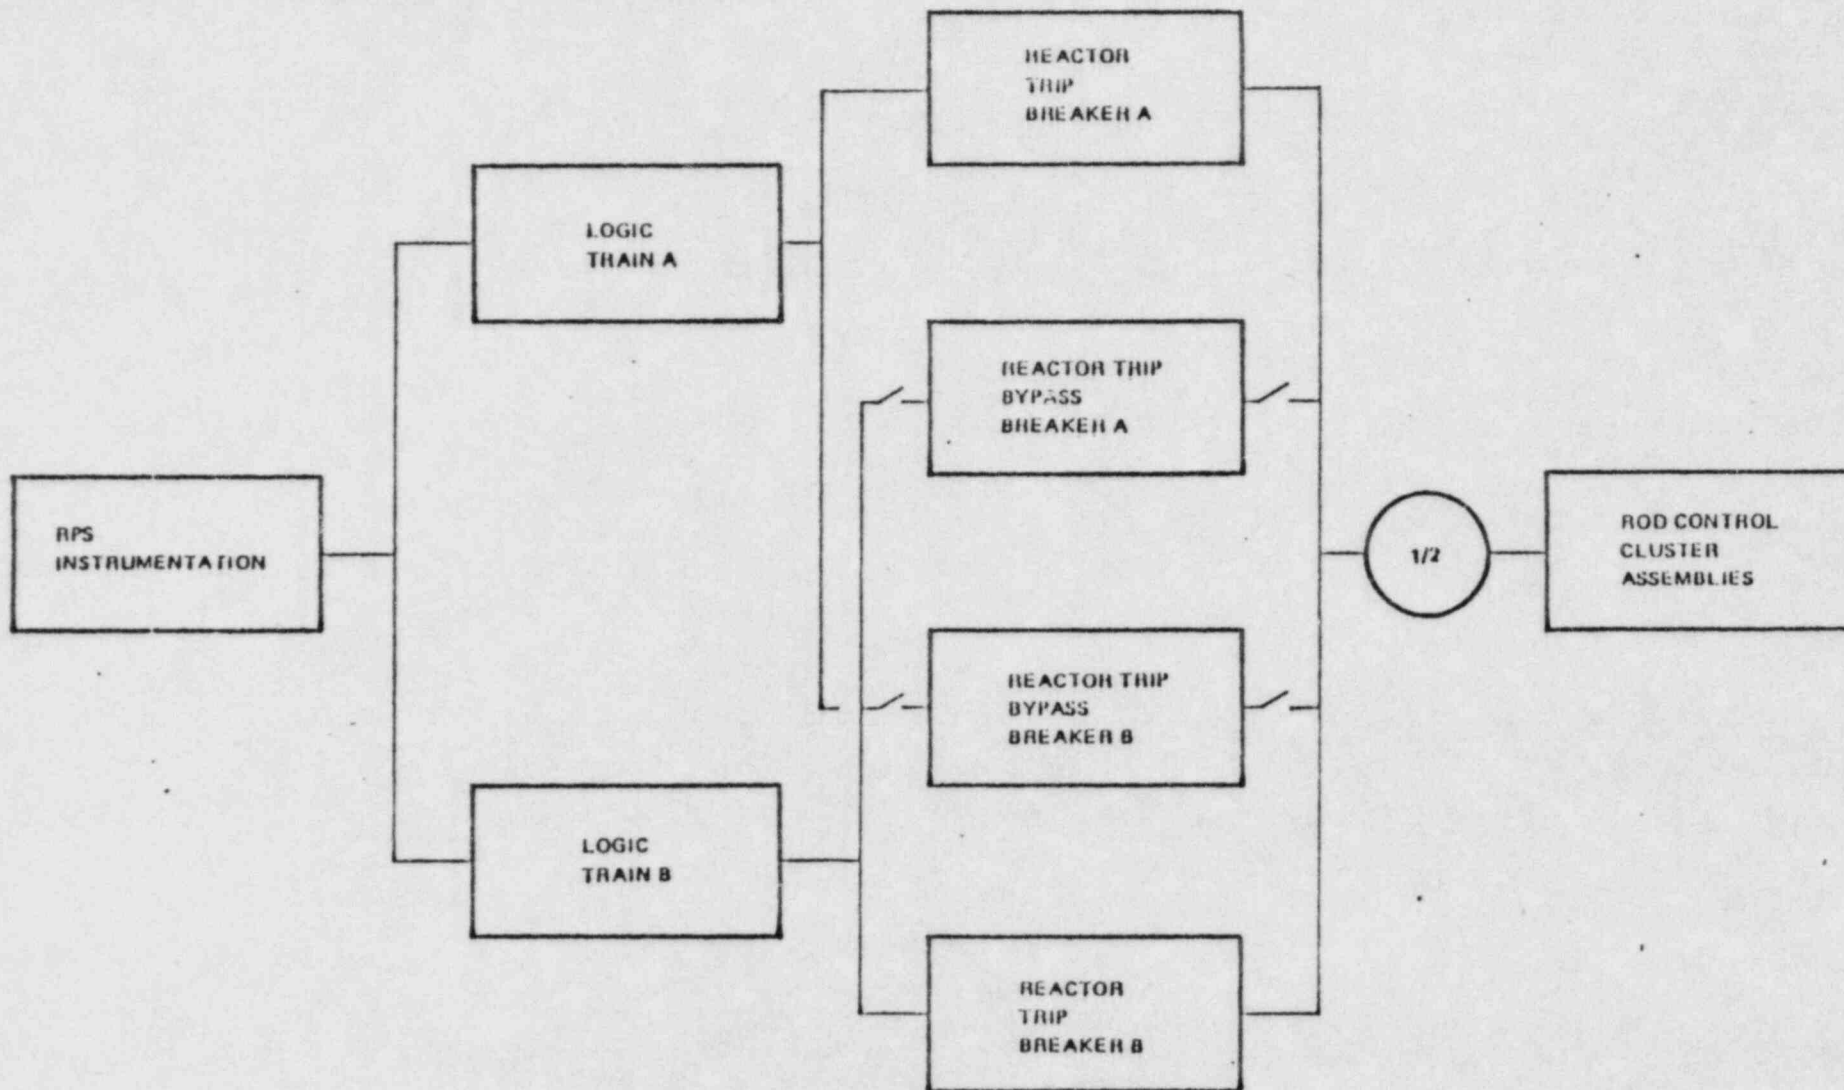 REACTOR
TRIP
BREAKER A
LOGIC
TRAIN A
REACTOR TRIP
BYPASS
BREAKER A
RPS
INSTRUMENTATION
1/2
ROD CONTROL
CLUSTER
ASSEMBLIES
REACTOR TRIP
BYPASS
BREAKER B
LOGIC
TRAIN B
REACTOR
TRIP
BREAKER B